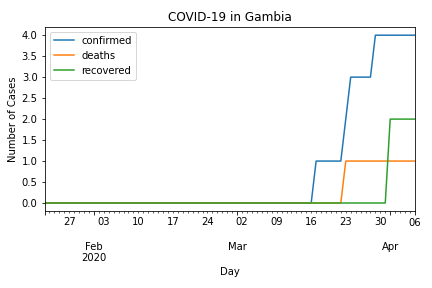 COVID-19 in Gambia
confirmed
deaths
recovered
Number of Cases
4.0
3.5
3.0
2.5
2.0
1.5
1.0
0.5
0.0
27 03 10 17 24 02 09 16 23 30 06
Feb Mar Apr
2020
Day